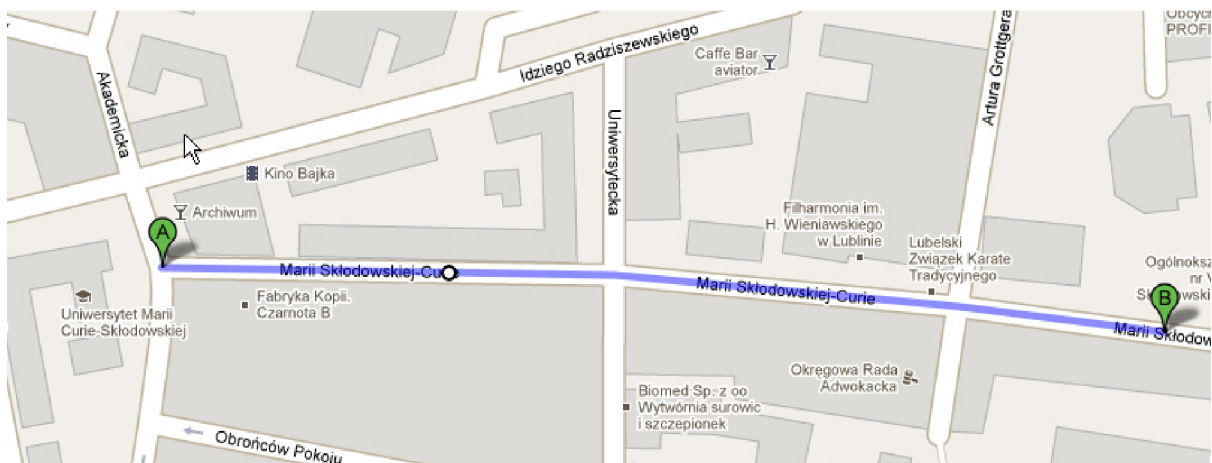 Obcych
PROFI
Caffe Bar
aviator
Idziego Radziszewskiego
Artura Grottgera
Akademicka
Uniwersytecka
Kino Bajka
Archiwum
A
Filharmonia im.
H. Wieniawskiego
w Lublinie
Lubelski
Związek Karate
Tradycyjnego
Marii Skłodowskiej-Curie
Marii Skłodowskiej-Curie
Ogólnoksz
nr V
B
Marii Skłodow
Uniwersytet Marii
Curie-Skłodowskiej
Fabryka Kopii.
Czarnota B
Okręgowa Rada
Adwokacka
Biomed Sp. z oo
Wytwórnia surowic
i szczepionek
Obrońców Pokoju